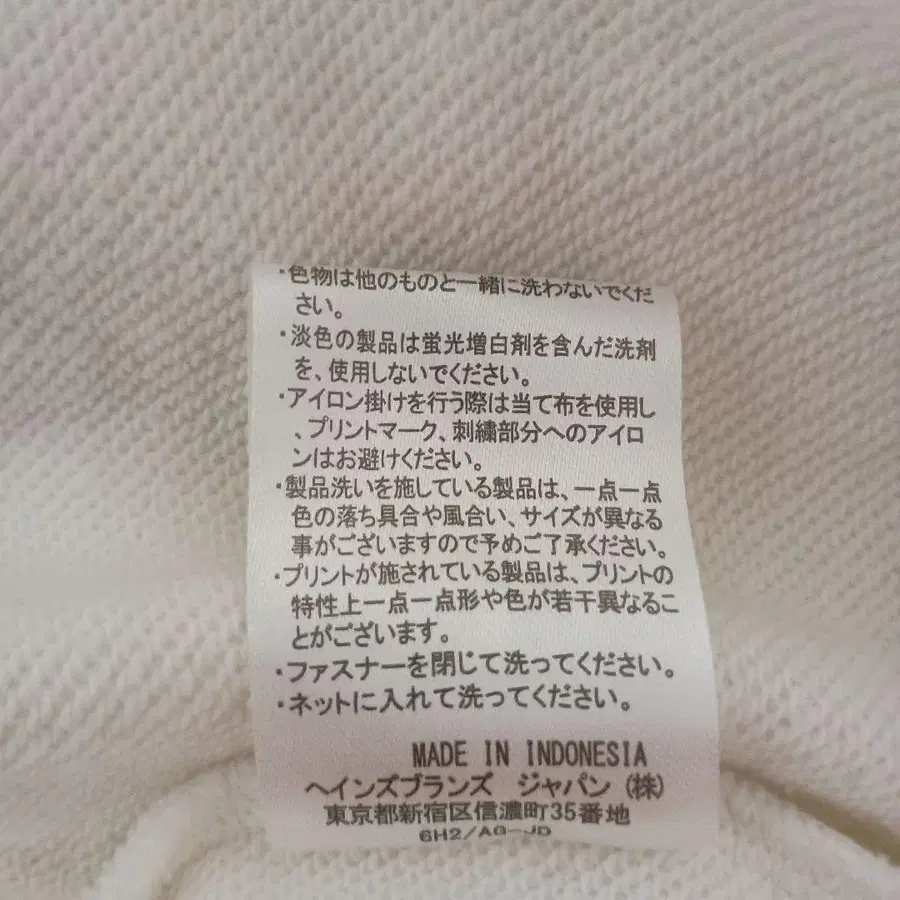 ・色物は他のものと一緒に洗わないでくだ
さい。
・淡色の製品は蛍光増白剤を含んだ洗剤
を、使用しないでください。
・アイロン掛けを行う際は当て布を使用し
、プリントマーク、刺繍部分へのアイロ
ンはお避けください。
・製品洗いを施している製品は、一点一点
色の落ち具合や風合い、サイズが異なる
事がございますので予めご了承ください。
・プリントが施されている製品は、プリントの
特性上一点一点形や色が若干異なるこ
とがございます。
・ファスナーを閉じて洗ってください。
・ネットに入れて洗ってください。
MADE IN INDONESIA
ヘインズブランズ ジャパン（株）
東京都新宿区信濃町35番地
6H2/AG-JD